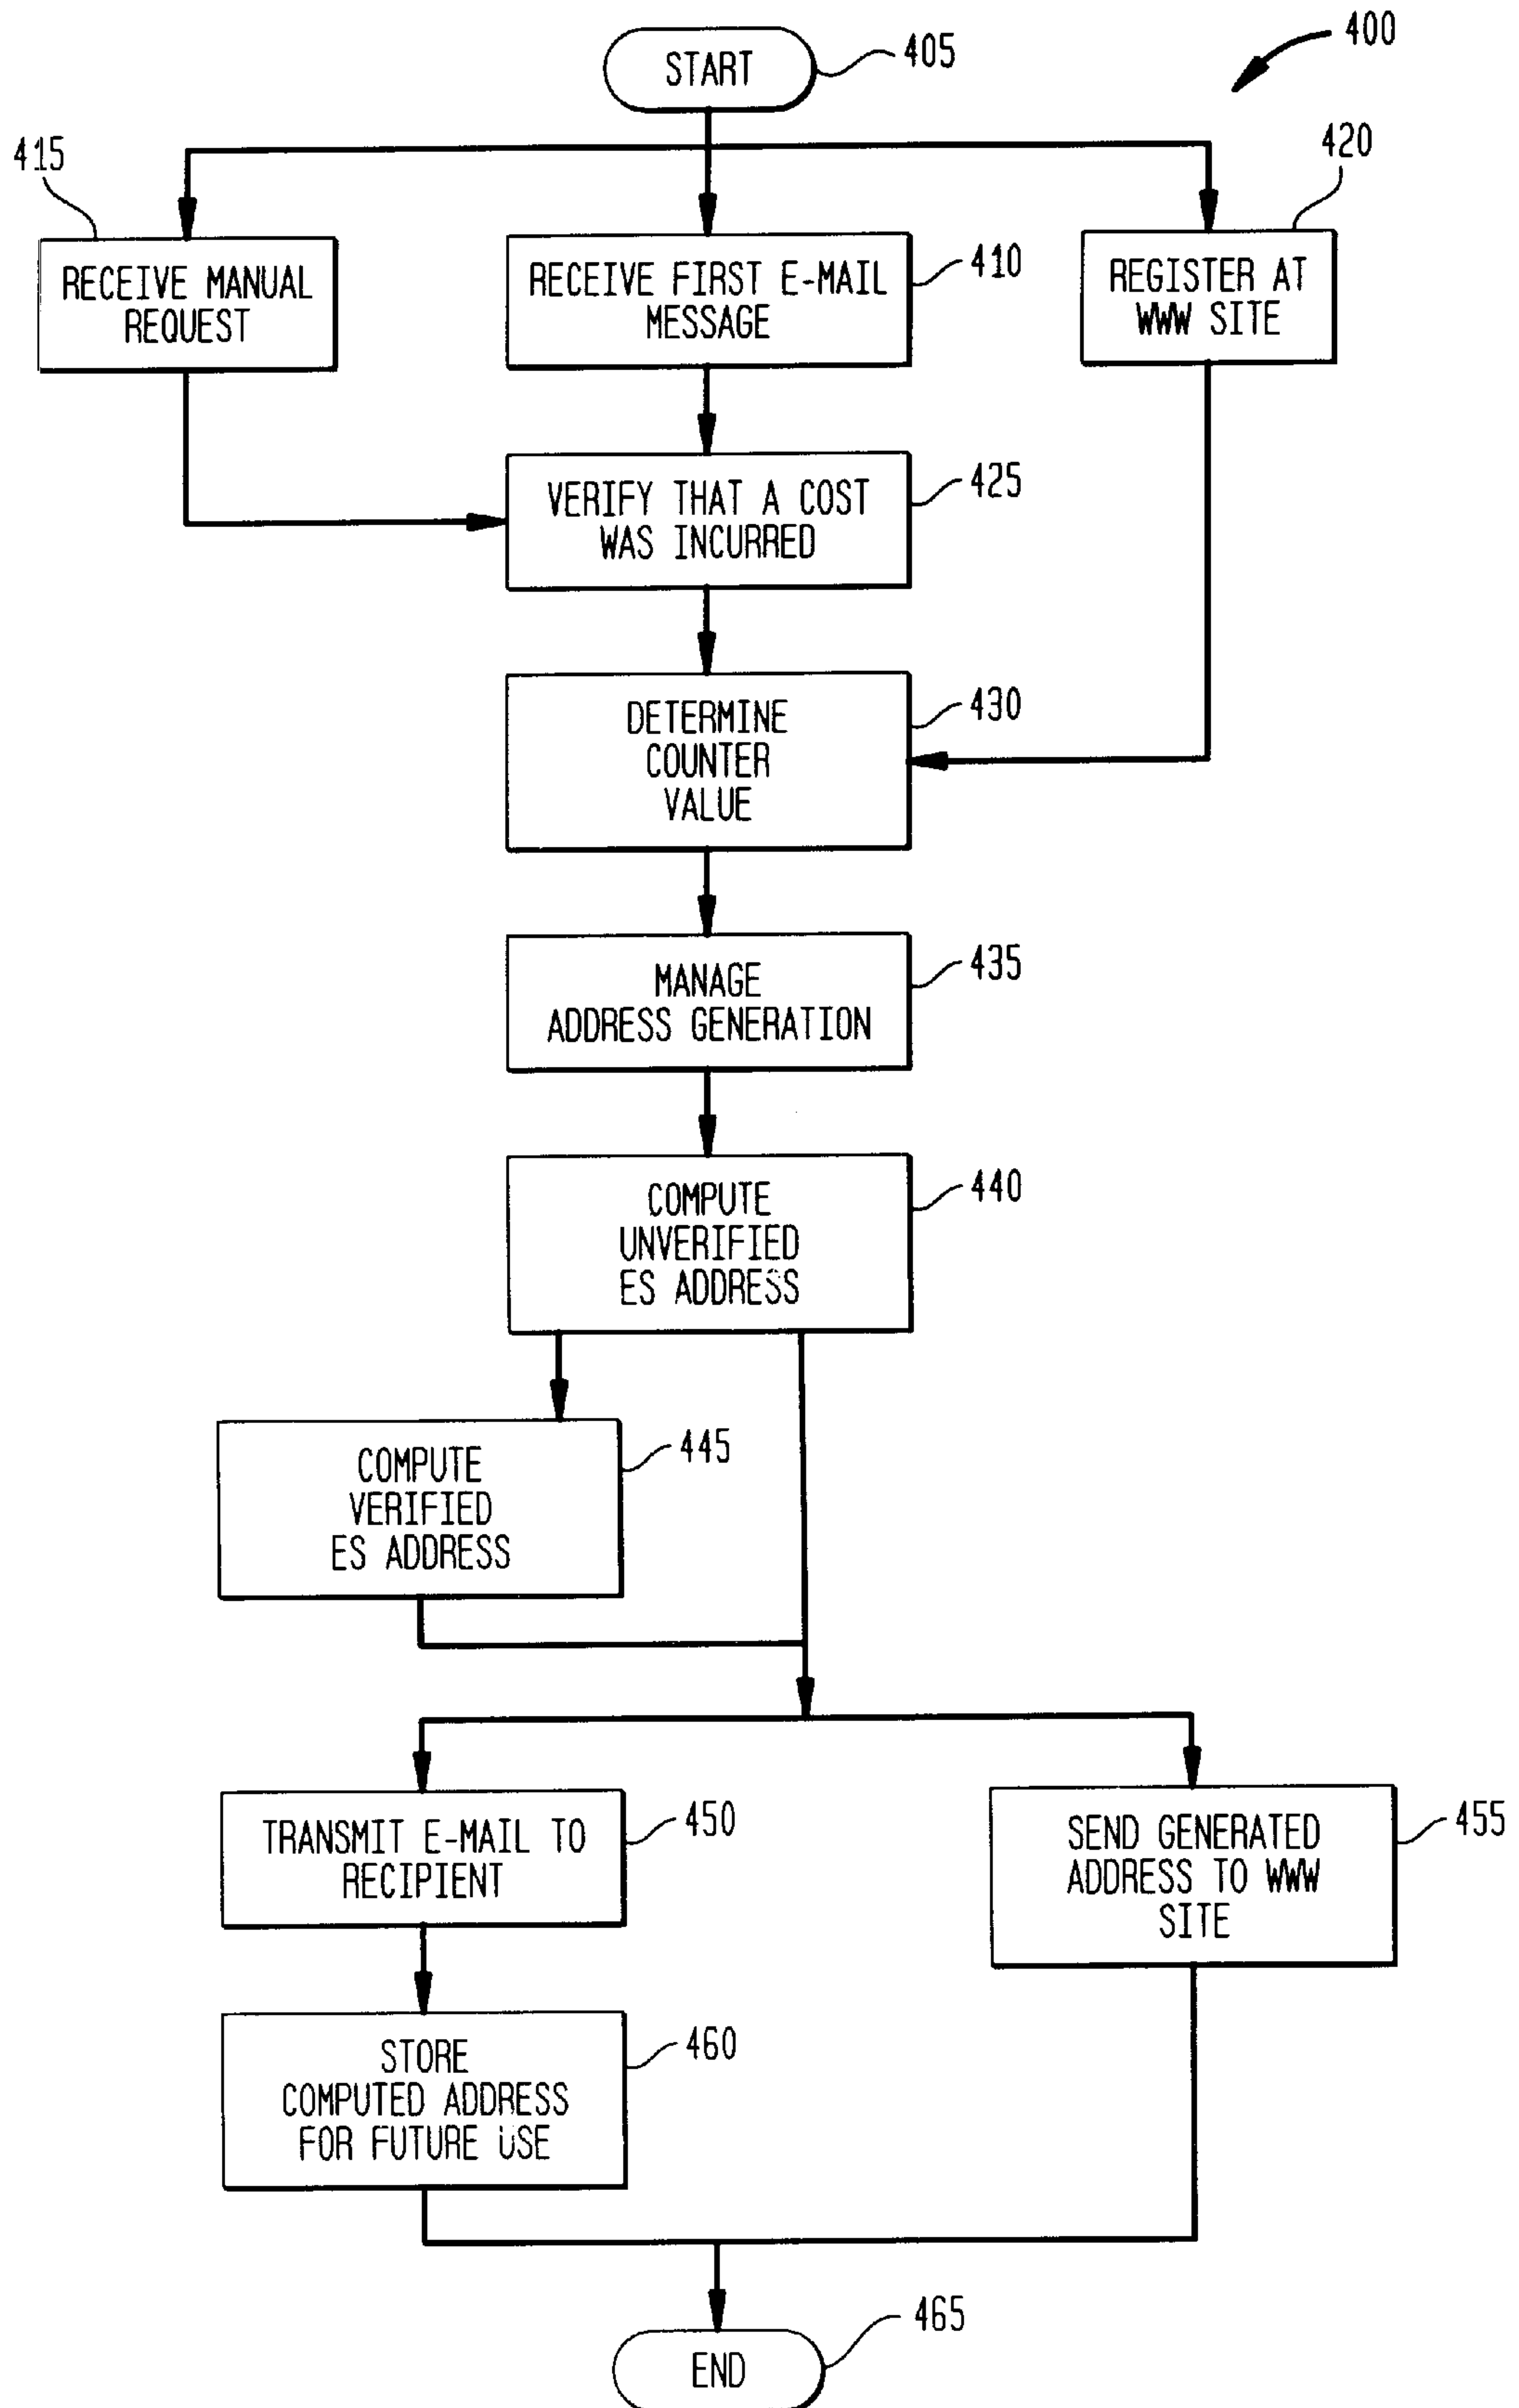 400
START
405
415
420
RECEIVE MANUAL
REQUEST
RECEIVE FIRST E-MAIL
MESSAGE
410
REGISTER AT
WWW SITE
VERIFY THAT A COST
WAS INCURRED
425
DETERMINE
COUNTER
VALUE
430
MANAGE
ADDRESS GENERATION
435
COMPUTE
UNVERIFIED
ES ADDRESS
440
COMPUTE
VERIFIED
ES ADDRESS
445
TRANSMIT E-MAIL TO
RECIPIENT
450
SEND GENERATED
ADDRESS TO WWW
SITE
455
STORE
COMPUTED ADDRESS
FOR FUTURE USE
460
END
465